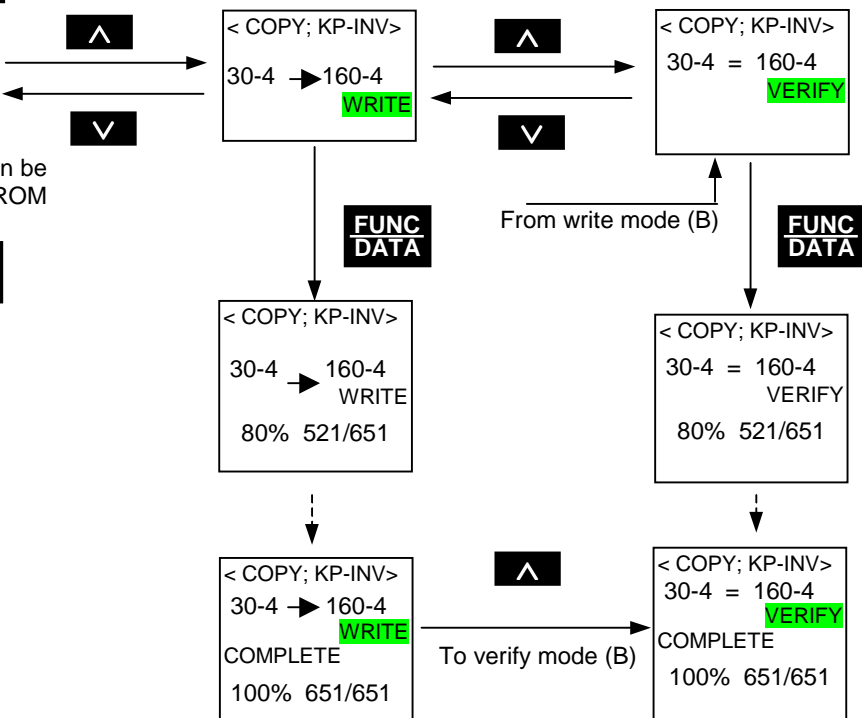 < COPY; KP-INV>
30-4 160-4
WRITE
< COPY; KP-INV>
30-4 = 160-4
VERIFY
n be
ROM
FUNC
DATA
From write mode (B)
FUNC
DATA
< COPY; KP-INV>
30-4 160-4
WRITE
80% 521/651
< COPY; KP-INV>
30-4 = 160-4
VERIFY
80% 521/651
< COPY; KP-INV>
30-4 160-4
WRITE
COMPLETE
100% 651/651
To verify mode (B)
< COPY; KP-INV>
30-4 = 160-4
VERIFY
COMPLETE
100% 651/651